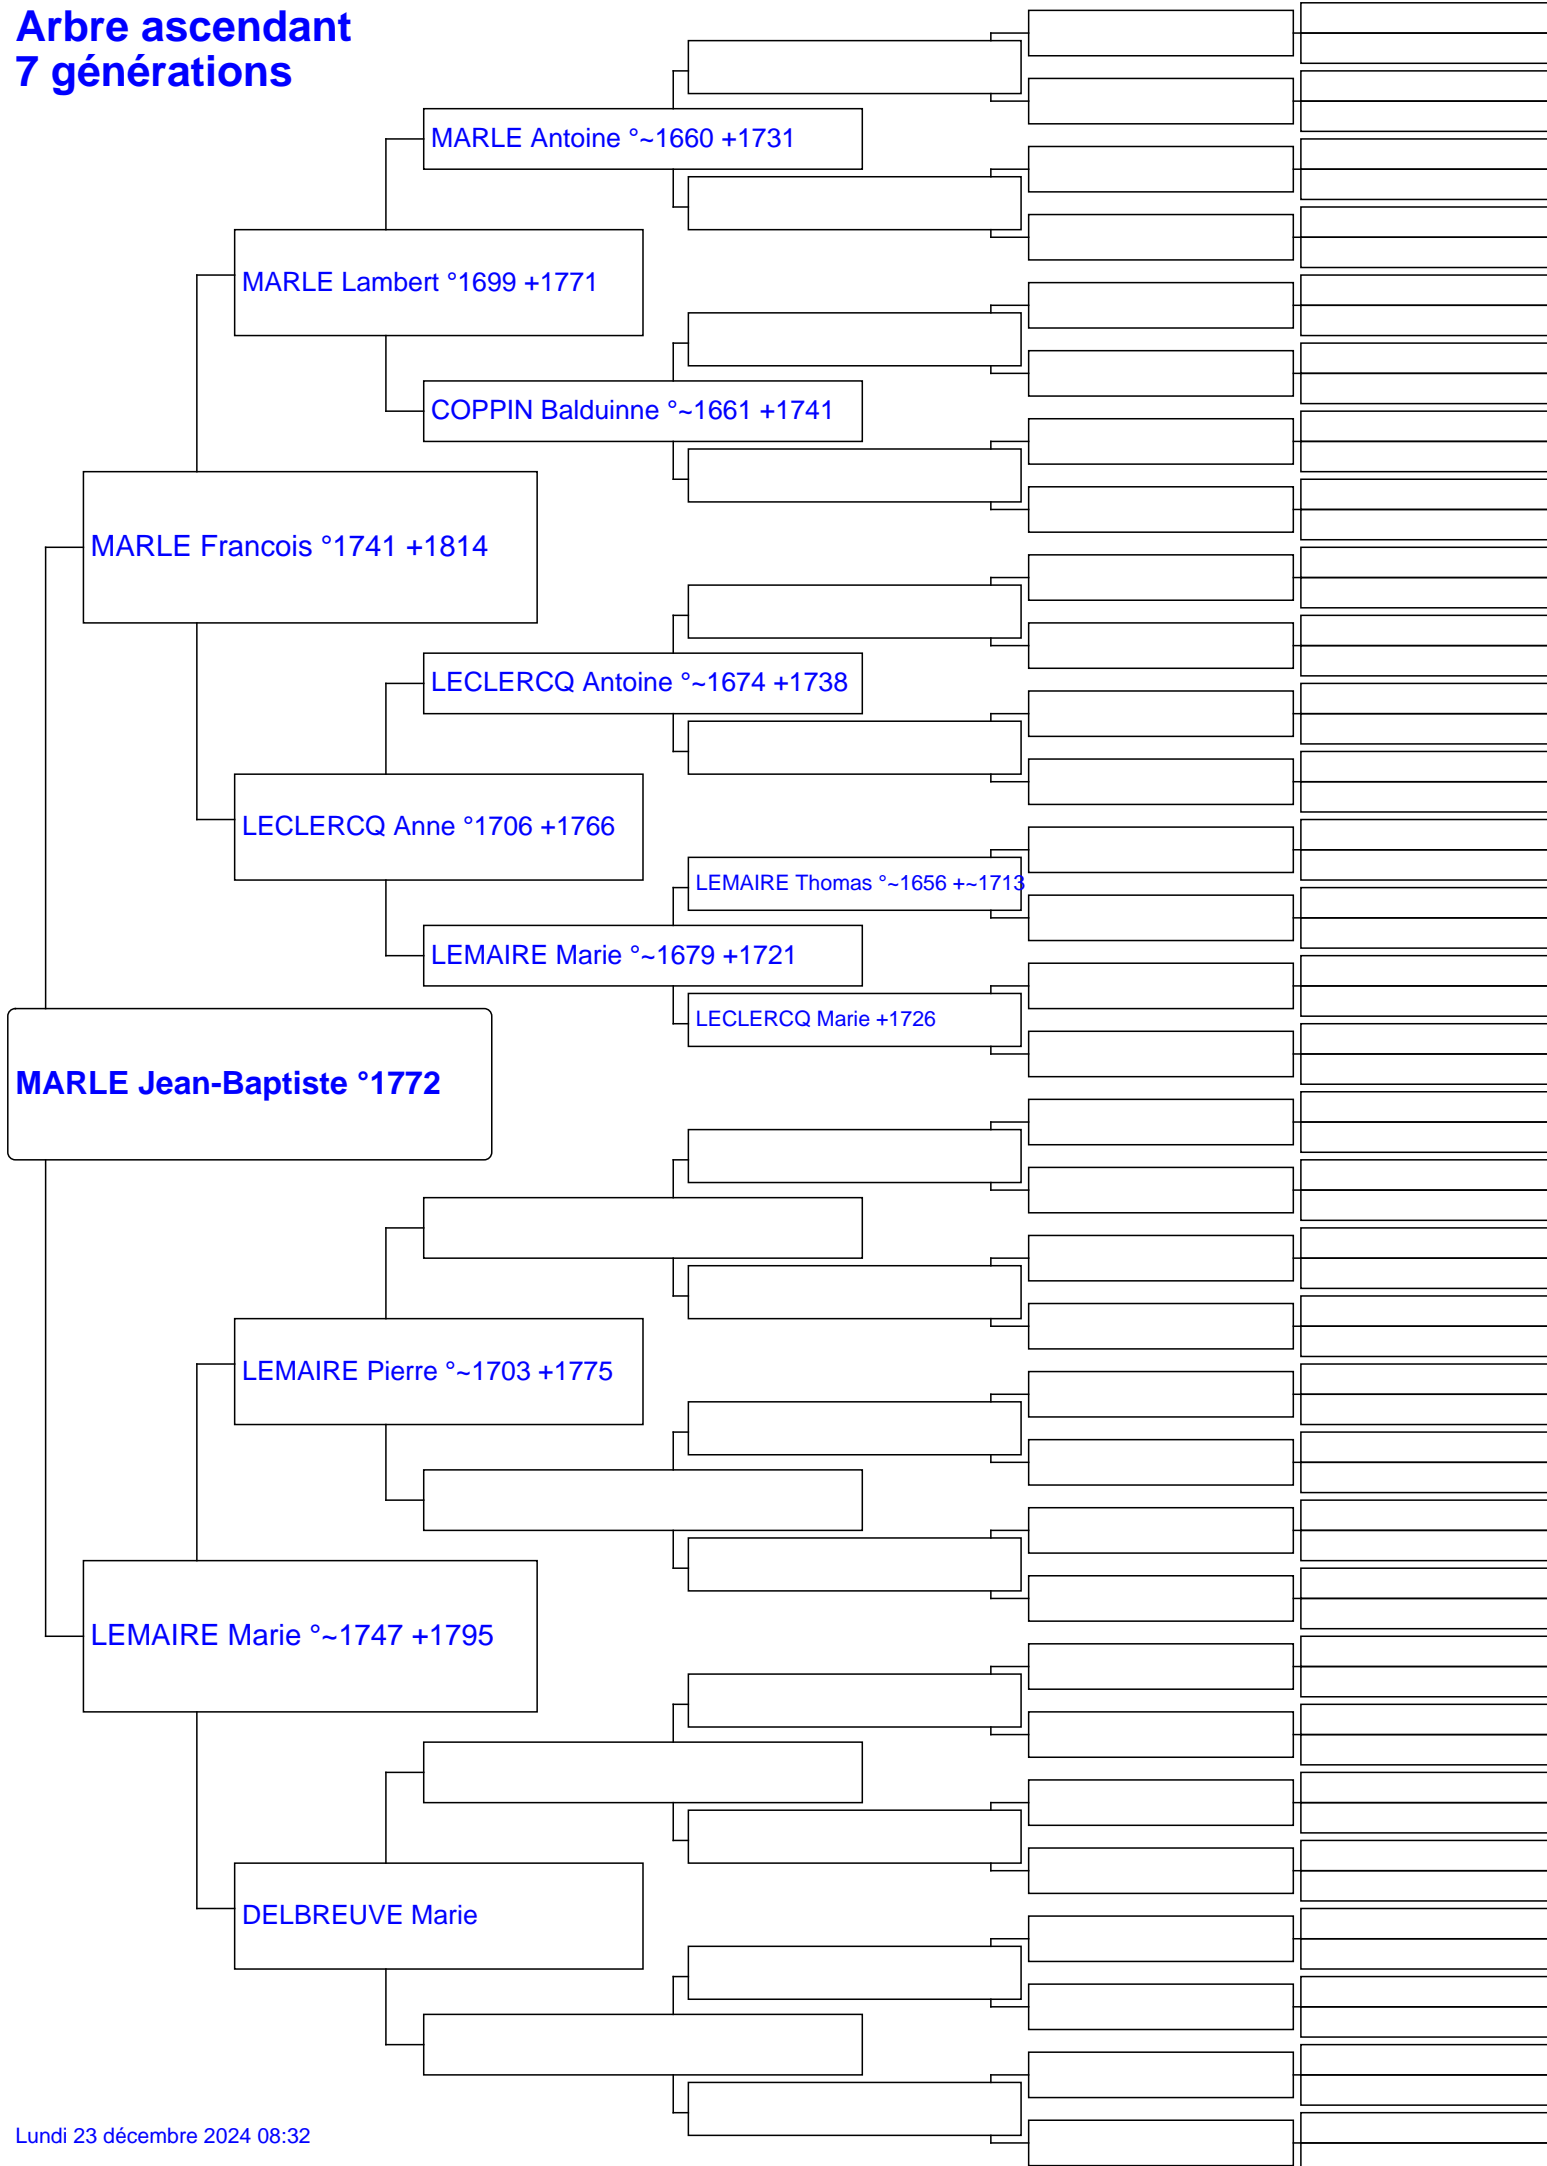 Arbre ascendant
7 générations
MARLE Antoine °~1660 +1731
MARLE Lambert °1699 +1771
COPPIN Balduinne °~1661 +1741
MARLE Francois °1741 +1814
LECLERCQ Antoine °~1674 +1738
LECLERCQ Anne °1706 +1766
LEMAIRE Thomas °~1656 +~1713
LEMAIRE Marie °~1679 +1721
LECLERCQ Marie +1726
MARLE Jean-Baptiste °1772
LEMAIRE Pierre °~1703 +1775
LEMAIRE Marie °~1747 +1795
DELBREUVE Marie
Lundi 23 décembre 2024 08:32